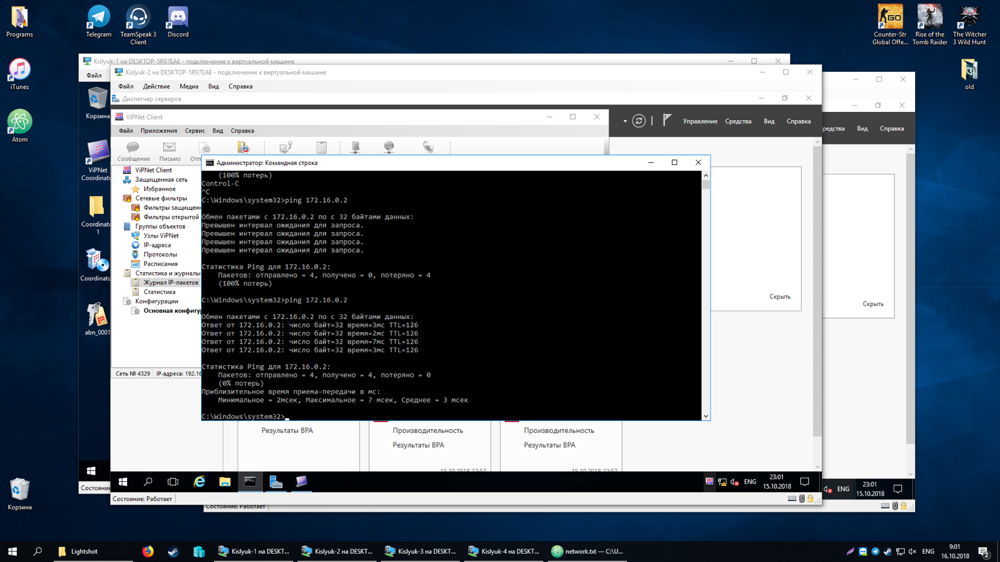 Programs
Telegram
TeamSpeak 3
Client
Discord
Counter-Str
Global Offe...
Rise of the
Tomb Raider
The Witcher
3 Wild Hunt
iTunes
Atom
old
Корзина
Kislyuk-1 на DESKTOP-5R97EAE - подключение к виртуальной машине
Файл
Корзина
ViPNet
Coordinato
Coordinato
1
Coordinato
abn_0001
Состояние
Kislyuk-2 на DESKTOP-5R97EAE - подключение к виртуальной машине
Файл Действие Медиа Вид Справка
Диспетчер серверов
Управление Средства Вид Справка
редства Вид Справка
ViPNet Client
Файл Приложения Сервис Вид Справка
Сообщение Письмо Отп
ViPNet Client
Защищенная сеть
Избранное
Сетевые фильтры
Фильтры защищен
Фильтры открытой
Группы объектов
Узлы ViPNet
IP-адреса
Протоколы
Расписания
Статистика и журналы
Журнал IP-пакетов
Статистика
Конфигурации
Основная конфигур
Сеть № 4329 IP-адреса: 192.16
Администратор: Командная строка
(100% потерь)
Control-C
^C
C:\Windows\system32>ping 172.16.0.2
Обмен пакетами с 172.16.0.2 по с 32 байтами данных:
Превышен интервал ожидания для запроса.
Превышен интервал ожидания для запроса.
Превышен интервал ожидания для запроса.
Превышен интервал ожидания для запроса.
Статистика Ping для 172.16.0.2:
Пакетов: отправлено = 4, получено = 0, потеряно = 4
(100% потерь)
C:\Windows\system32>ping 172.16.0.2
Обмен пакетами с 172.16.0.2 по с 32 байтами данных:
Ответ от 172.16.0.2: число байт=32 время=3мс TTL=126
Ответ от 172.16.0.2: число байт=32 время=2мс TTL=126
Ответ от 172.16.0.2: число байт=32 время=7мс TTL=126
Ответ от 172.16.0.2: число байт=32 время=3мс TTL=126
Статистика Ping для 172.16.0.2:
Пакетов: отправлено = 4, получено = 4, потеряно = 0
(0% потерь)
Приблизительное время приема-передачи в мс:
Минимальное = 2мсек, Максимальное = 7 мсек, Среднее = 3 мсек
C:\Windows\system32>
Скрыть
Скрыть
Результаты BPA
Производительность
Результаты BPA
15.10.2018 22:57
Производительность
Результаты BPA
15.10.2018 22:57
ENG
23:01
15.10.2018
ENG
23:01
15.10.2018
Состояние: Работает
Состояние: Работает
Lightshot
Kislyuk-1 на DESKT...
Kislyuk-2 на DESKT...
Kislyuk-3 на DESKT...
Kislyuk-4 на DESKT...
network.txt — C:\U...
ENG
9:01
16.10.2018
2